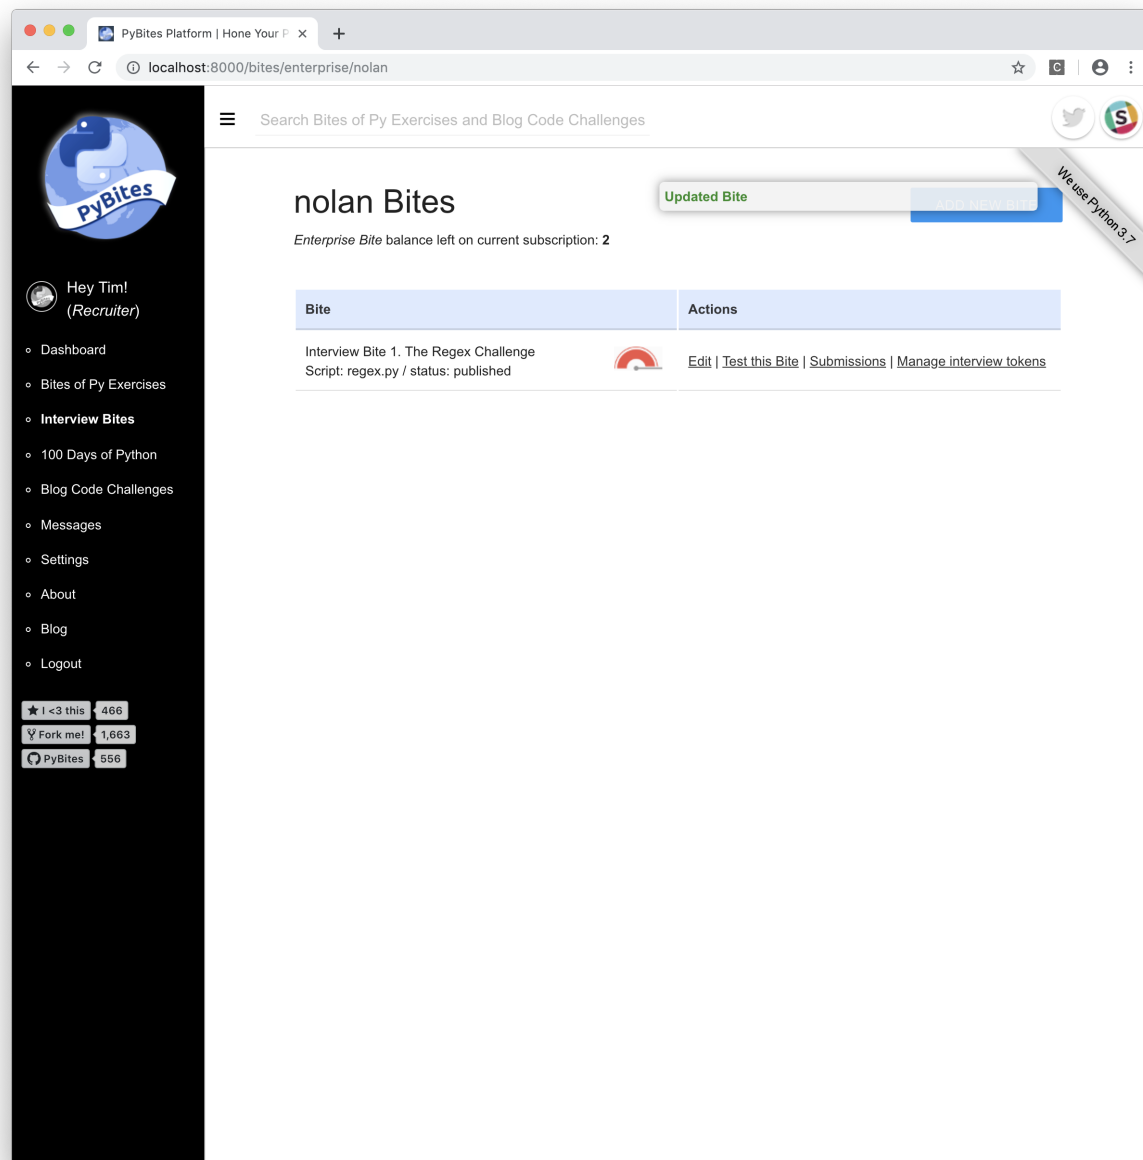 PyBites Platform | Hone Your P
localhost:8000/bites/enterprise/nolan
C
PyBites
Search Bites of Py Exercises and Blog Code Challenges
S
We use Python 3.7
Hey Tim!
(Recruiter)
Dashboard
Bites of Py Exercises
Interview Bites
100 Days of Python
Blog Code Challenges
Messages
Settings
About
Blog
Logout
I <3 this 466
Fork me! 1,663
PyBites 556
nolan Bites
Updated Bite
ADD NEW BITE
Enterprise Bite balance left on current subscription: 2
Bite Actions
Interview Bite 1. The Regex Challenge
Script: regex.py / status: published
Edit | Test this Bite | Submissions | Manage interview tokens